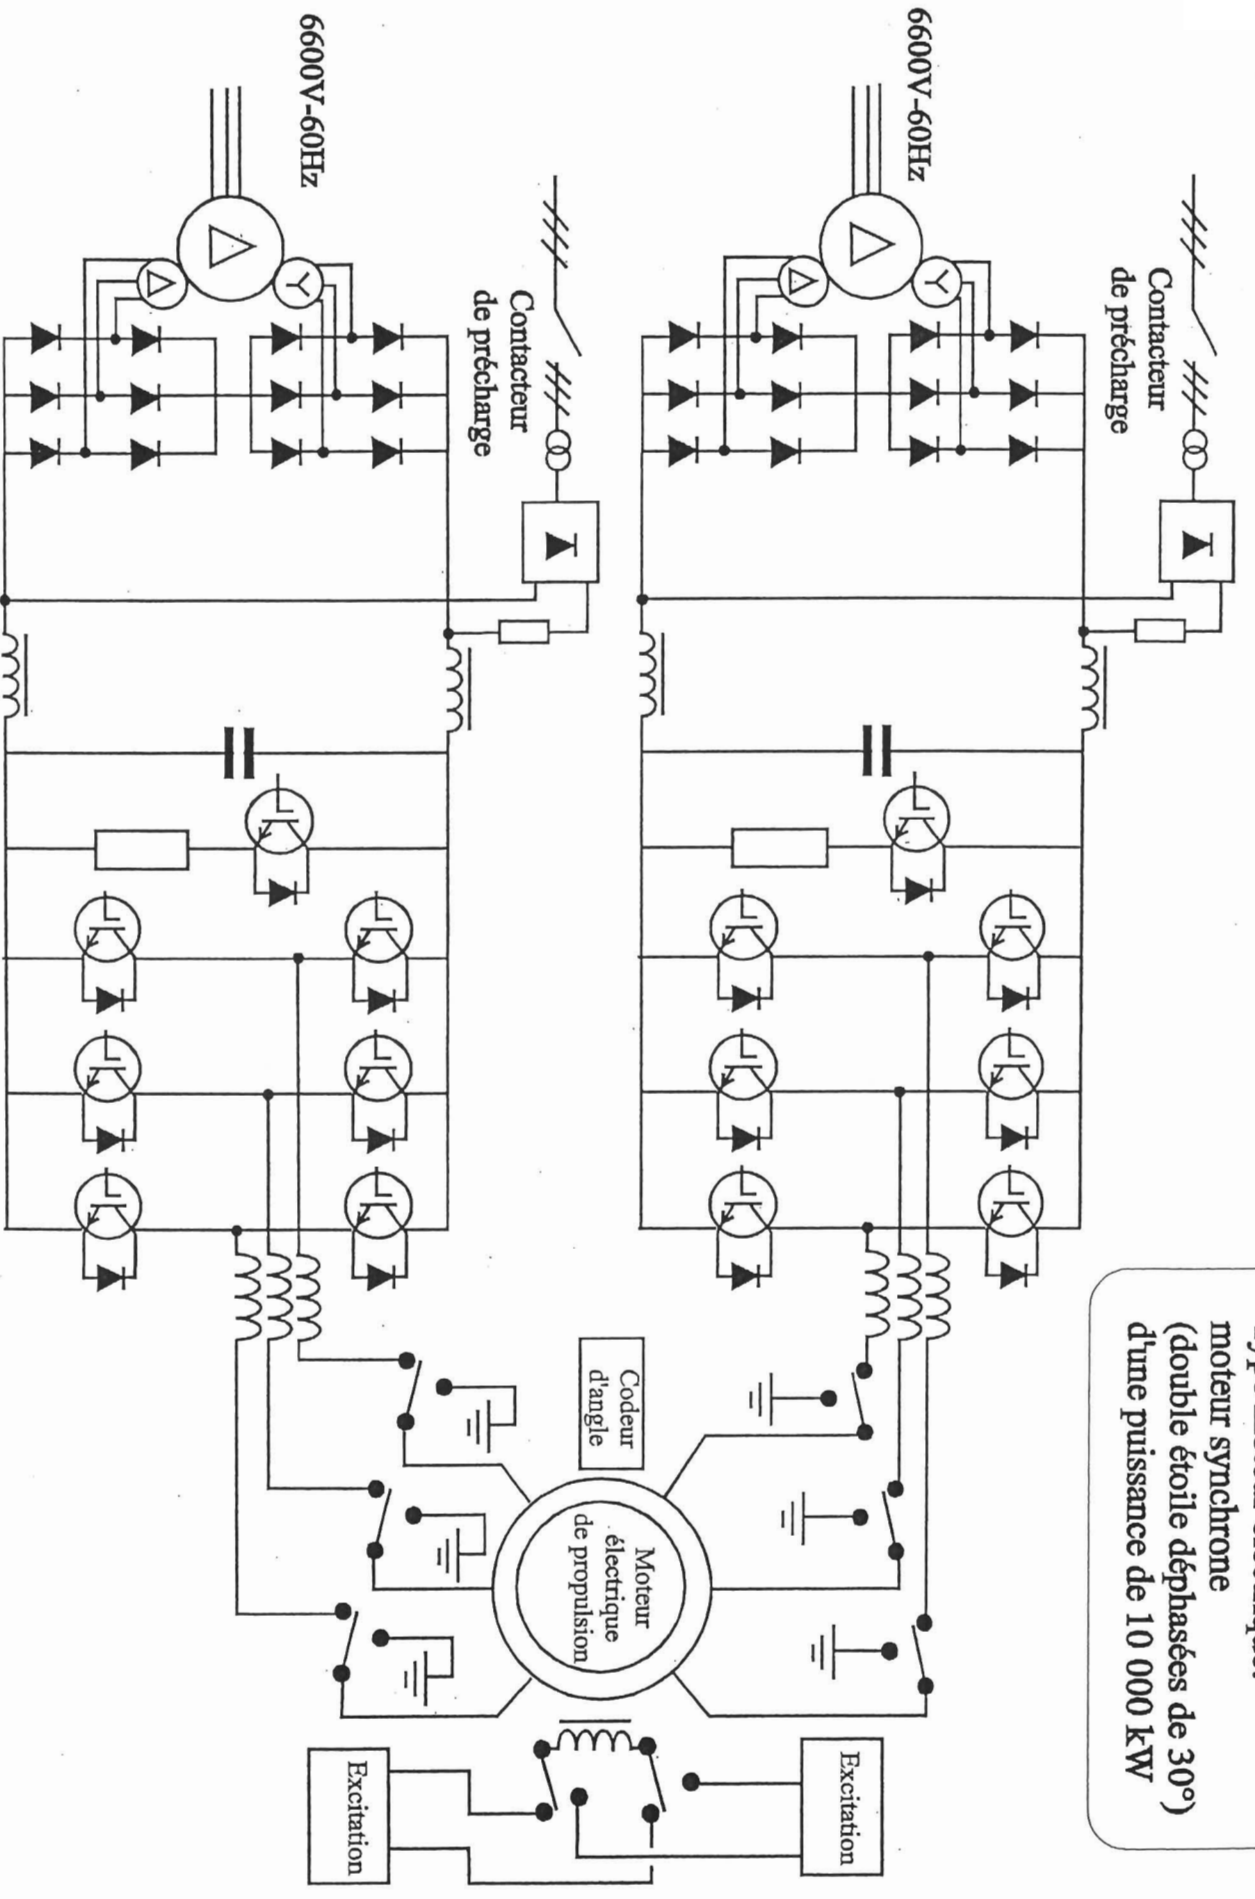 moteur synchrone
(double étoile déphasées de 30°)
d'une puissance de 10 000 kW
Contacteur
de précharge
6600V-60Hz
Contacteur
de précharge
6600V-60Hz
Codeur
d'angle
Moteur
électrique
de propulsion
Excitation
Excitation